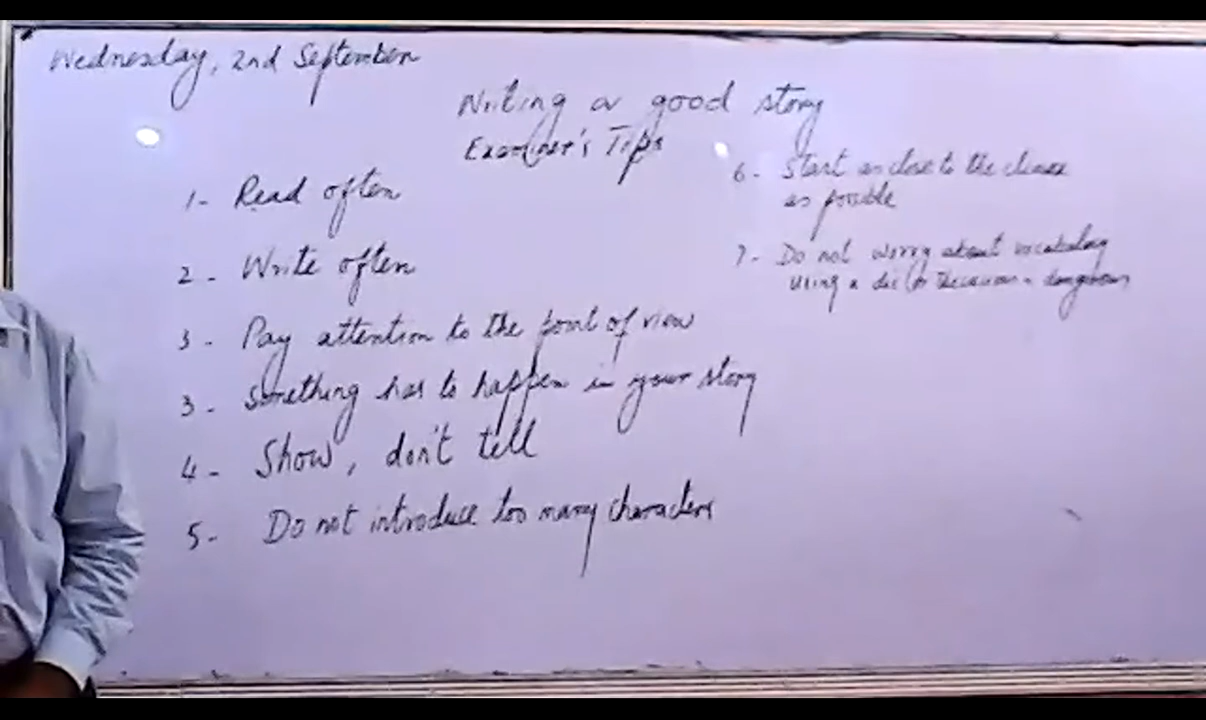 Wednesday, 2nd September
Writing a good story
Examiner's Tips
1- Read often
2- Write often
3- Pay attention to the point of view
3- Something has to happen in your story
4- Show, don't tell
5- Do not introduce too many characters
6- Start as close to the climax
as possible
7- Do not worry about vocabulary
using a